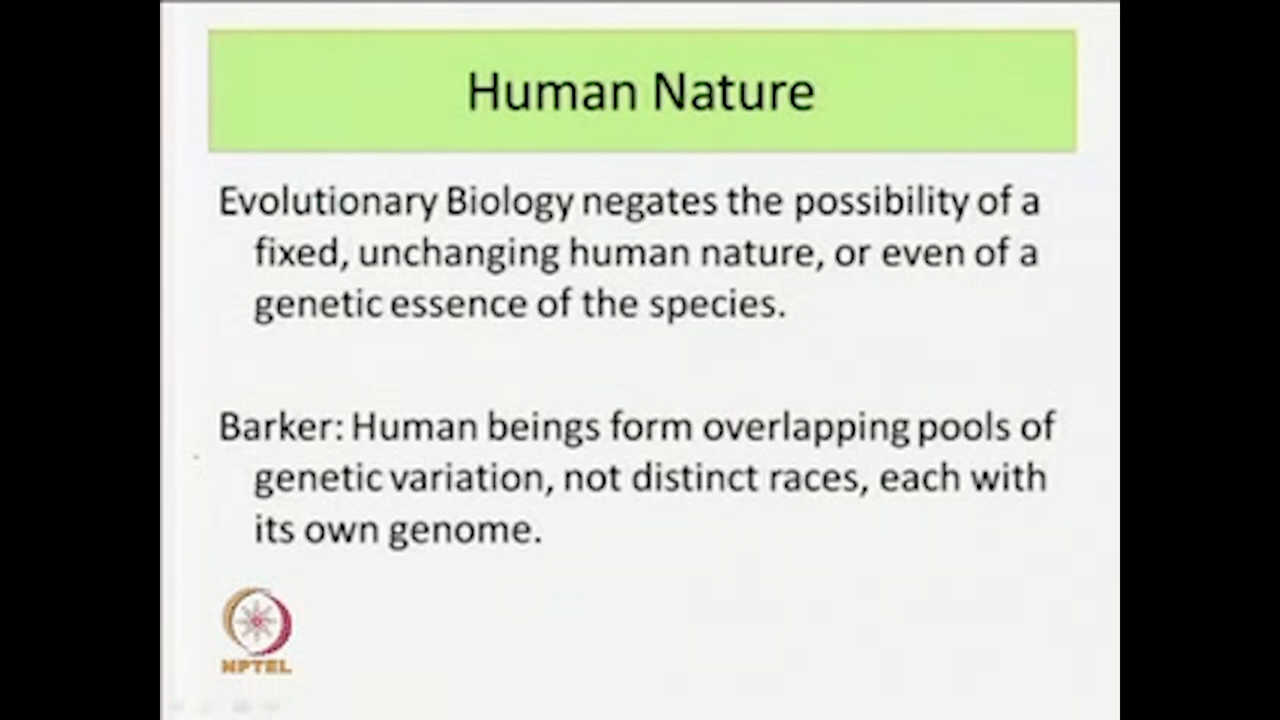 Human Nature
Evolutionary Biology negates the possibility of a
fixed, unchanging human nature, or even of a
genetic essence of the species.
Barker: Human beings form overlapping pools of
genetic variation, not distinct races, each with
its own genome.
NPTEL